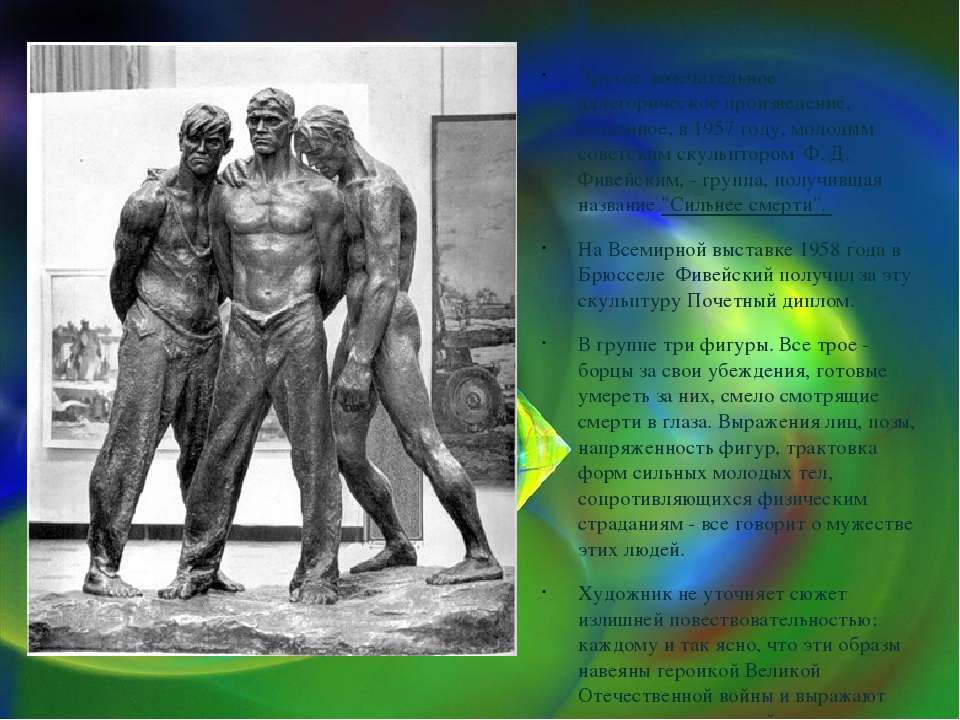 Другое замечательное
аллегорическое произведение,
созданное, в 1957 году, молодым
советским скульптором Ф. Д.
Фивейским, - группа, получившая
название "Сильнее смерти".
На Всемирной выставке 1958 года в
Брюсселе Фивейский получил за эту
скульптуру Почетный диплом.
В группе три фигуры. Все трое -
борцы за свои убеждения, готовые
умереть за них, смело смотрящие
смерти в глаза. Выражения лиц, позы,
напряженность фигур, трактовка
форм сильных молодых тел,
сопротивляющихся физическим
страданиям - все говорит о мужестве
этих людей.
Художник не уточняет сюжет
излишней повествовательностью:
каждому и так ясно, что эти образы
навеяны героикой Великой
Отечественной войны и выражают